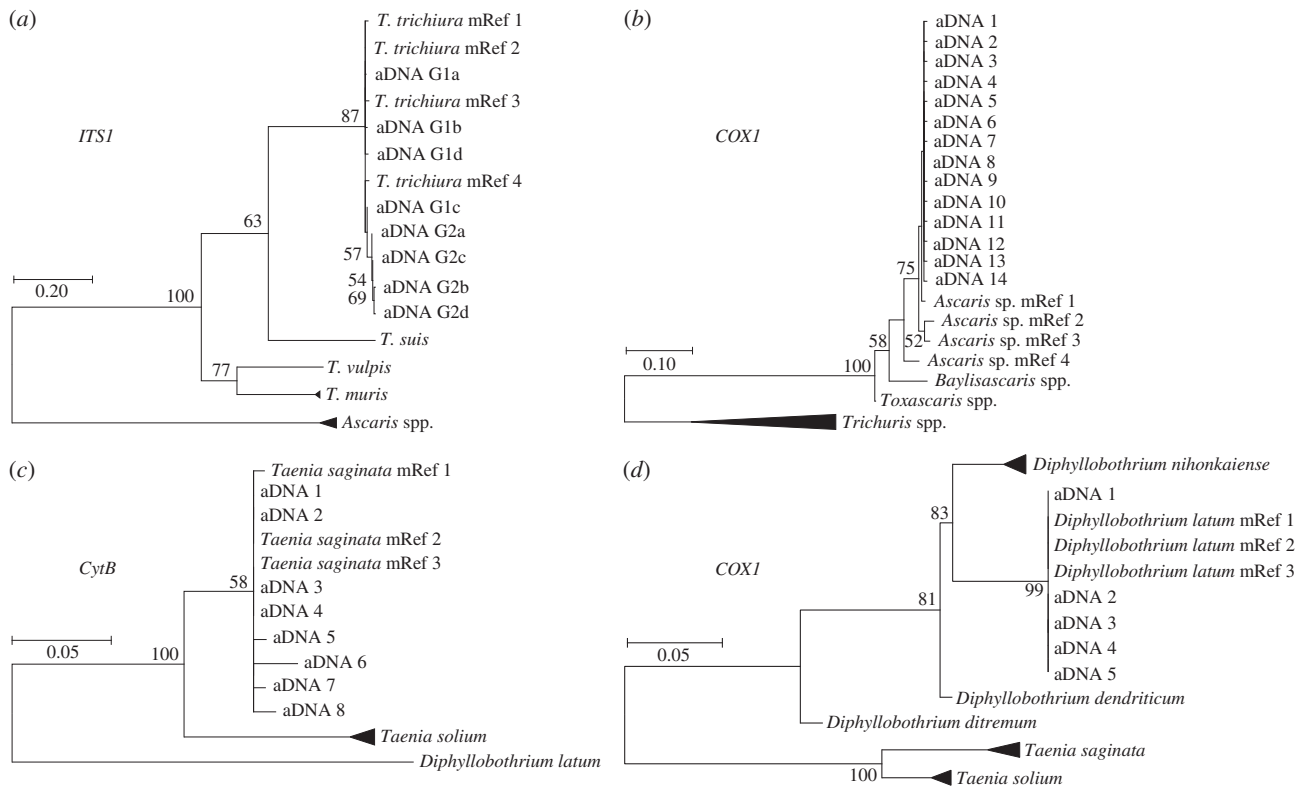 (a)
ITS1
0.20
100
63
87
57
54
69
77
T. trichiura mRef 1
T. trichiura mRef 2
aDNA G1a
T. trichiura mRef 3
aDNA G1b
aDNA G1d
T. trichiura mRef 4
aDNA G1c
aDNA G2a
aDNA G2c
aDNA G2b
aDNA G2d
T. suis
T. vulpis
T. muris
Ascaris spp.
(b)
COX1
0.10
100
58
75
52
aDNA 1
aDNA 2
aDNA 3
aDNA 4
aDNA 5
aDNA 6
aDNA 7
aDNA 8
aDNA 9
aDNA 10
aDNA 11
aDNA 12
aDNA 13
aDNA 14
Ascaris sp. mRef 1
Ascaris sp. mRef 2
Ascaris sp. mRef 3
Ascaris sp. mRef 4
Baylisascaris spp.
Toxascaris spp.
Trichuris spp.
(c)
CytB
0.05
100
58
Taenia saginata mRef 1
aDNA 1
aDNA 2
Taenia saginata mRef 2
Taenia saginata mRef 3
aDNA 3
aDNA 4
aDNA 5
aDNA 6
aDNA 7
aDNA 8
Taenia solium
Diphyllobothrium latum
(d)
COX1
0.05
81
83
99
100
Diphyllobothrium nihonkaiense
aDNA 1
Diphyllobothrium latum mRef 1
Diphyllobothrium latum mRef 2
Diphyllobothrium latum mRef 3
aDNA 2
aDNA 3
aDNA 4
aDNA 5
Diphyllobothrium dendriticum
Diphyllobothrium ditremum
Taenia saginata
Taenia solium